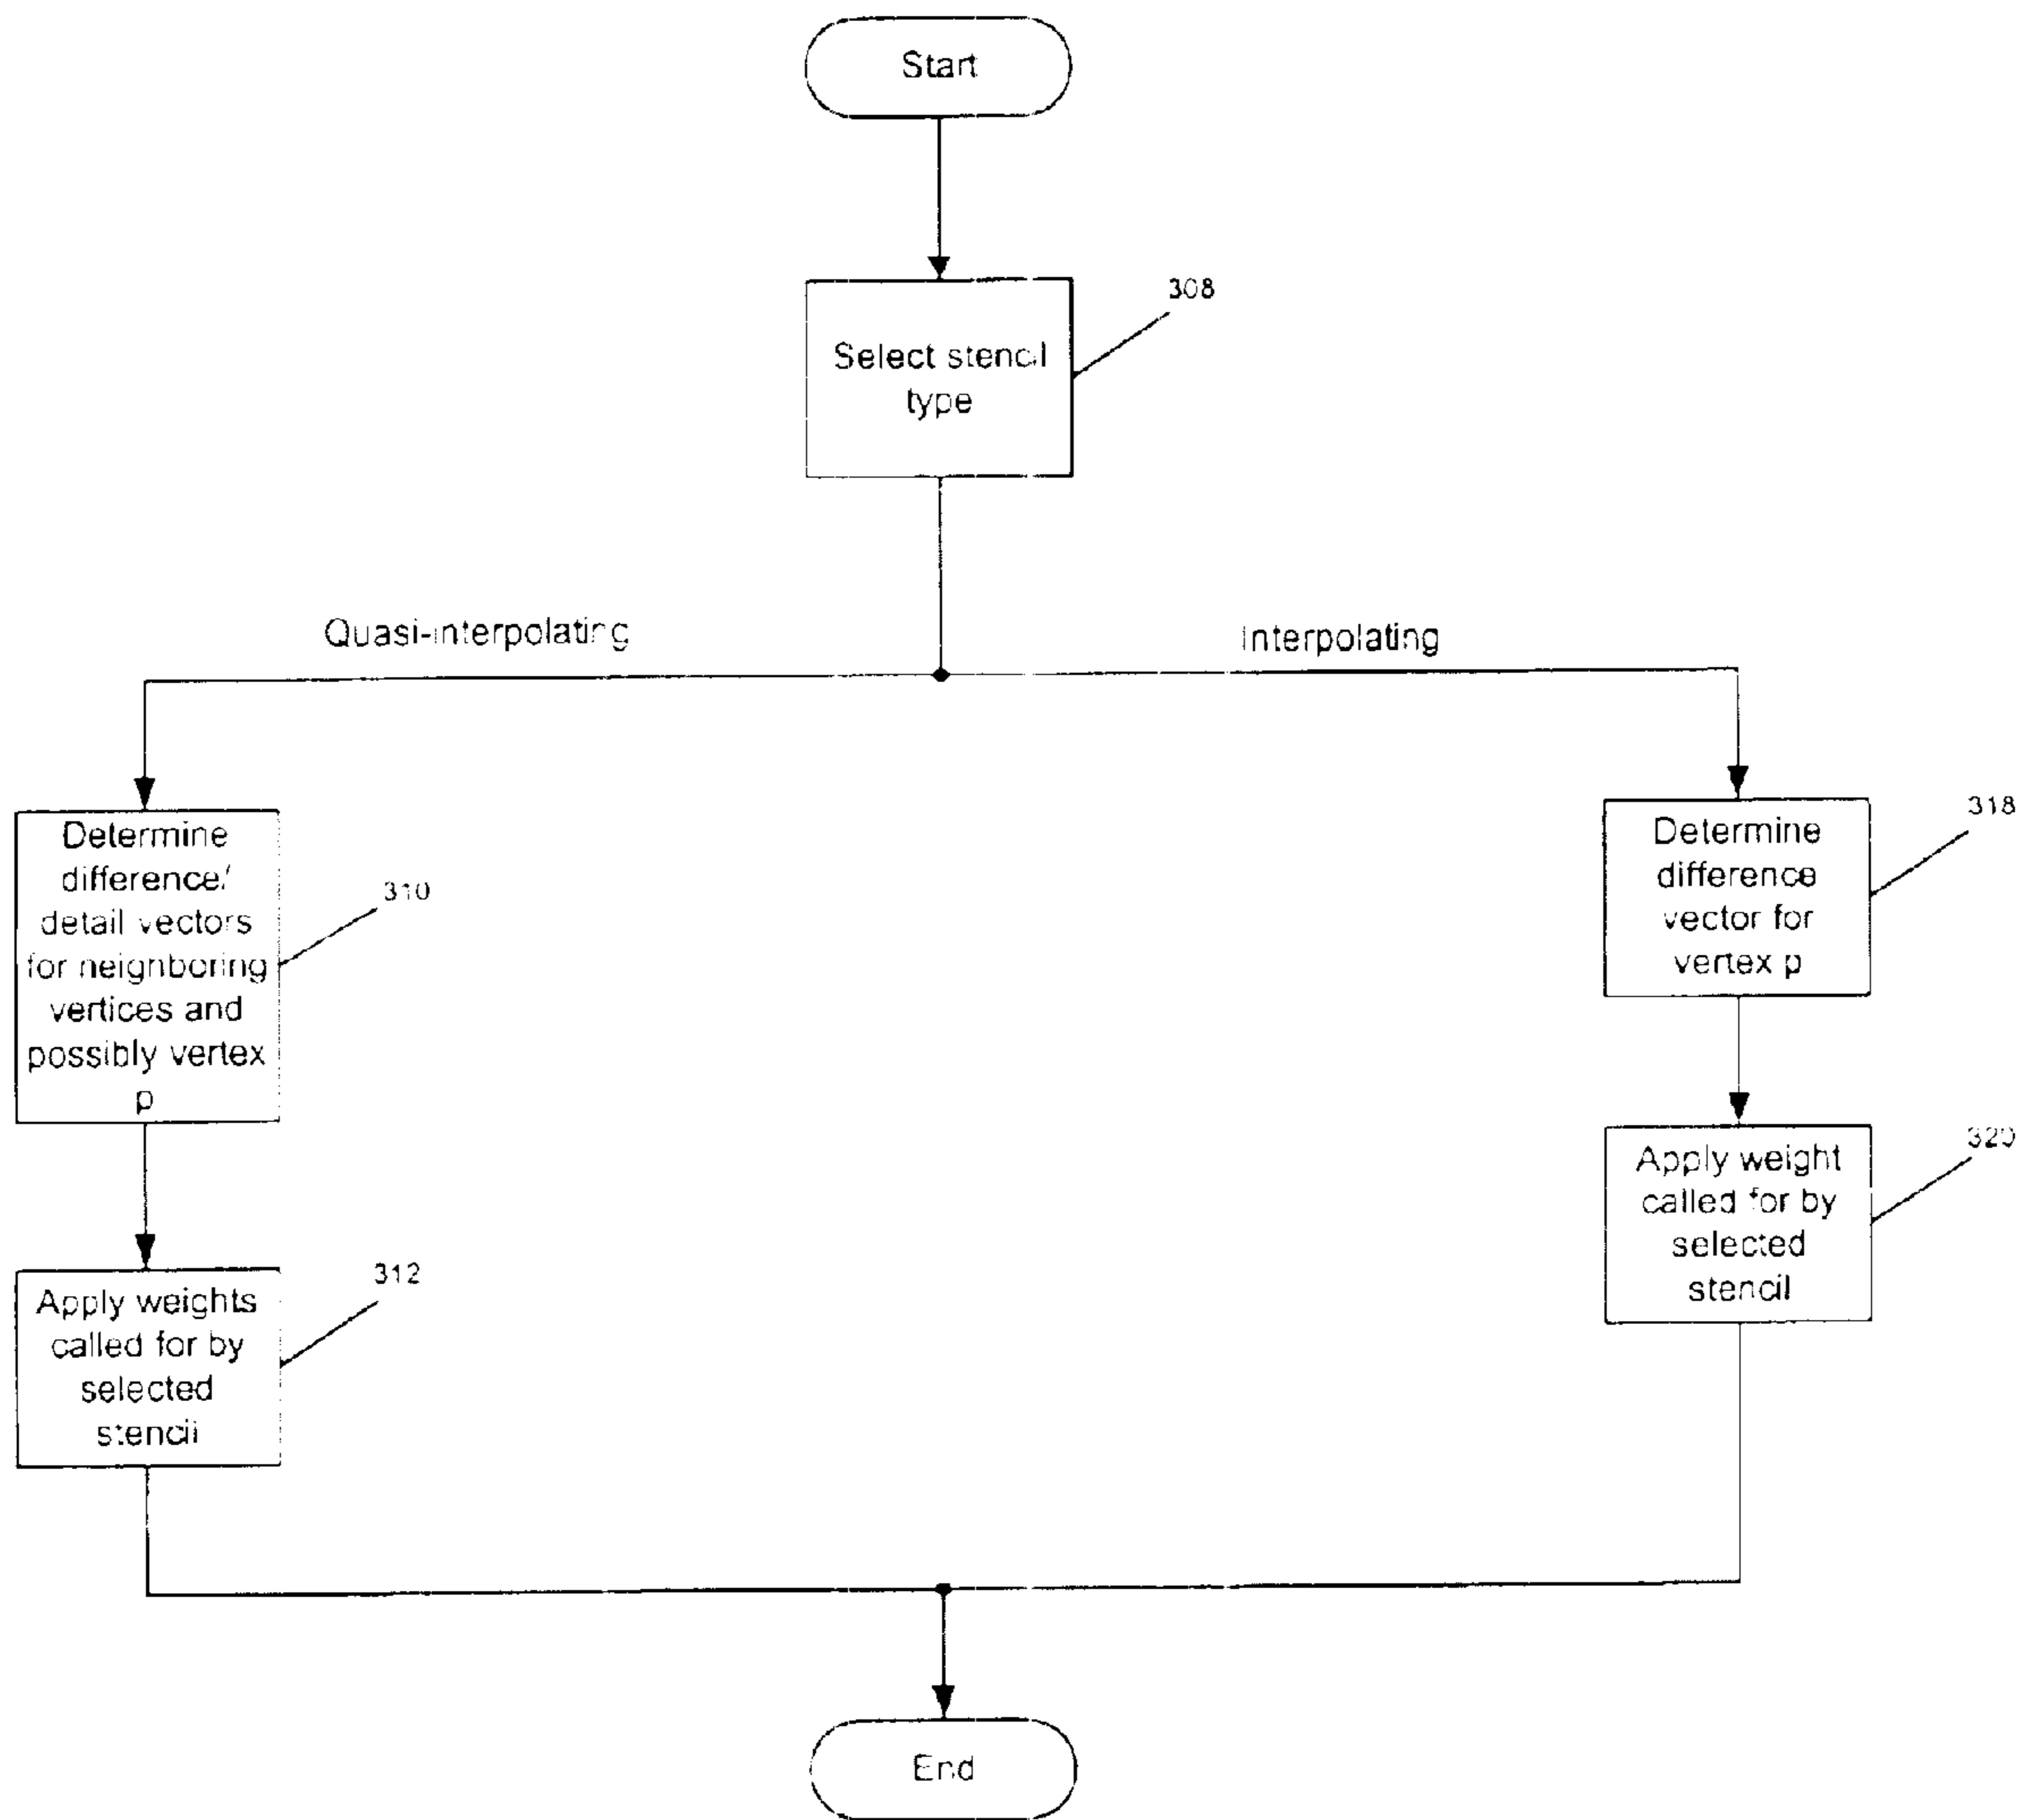 Start
308
Select stencil
type
Quasi-interpolating
Interpolating
Determine
difference/
detail vectors
for neighboring
vertices and
possibly vertex
p
310
318
Determine
difference
vector for
vertex p
Apply weights
called for by
selected
stencil
312
320
Apply weight
called for by
selected
stencil
End